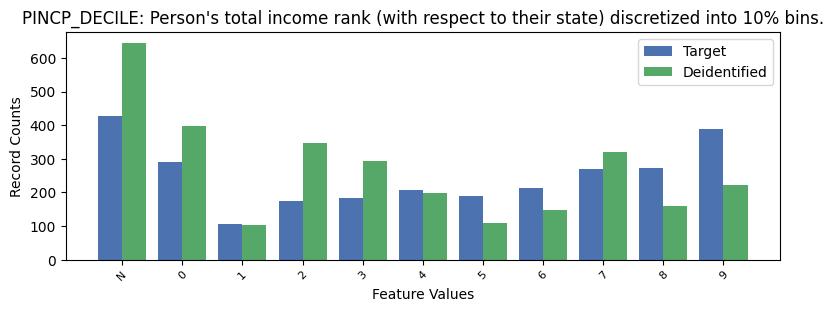 PINCP_DECILE: Person's total income rank (with respect to their state) discretized into 10% bins.
Target
Deidentified
Record Counts
600
500
400
300
200
100
0
N 0 1 2 3 4 5 6 7 8 9
Feature Values